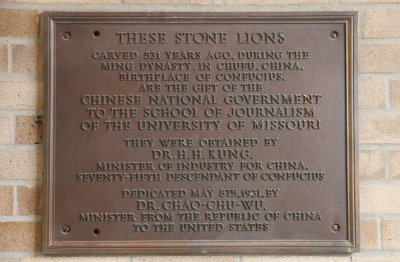 THESE STONE LIONS
CARVED 531 YEARS AGO, DURING THE
MING DYNASTY, IN CHUFU, CHINA,
BIRTHPLACE OF CONFUCIUS,
ARE THE GIFT OF THE
CHINESE NATIONAL GOVERNMENT
TO THE SCHOOL OF JOURNALISM
OF THE UNIVERSITY OF MISSOURI
THEY WERE OBTAINED BY
DR. H. H. KUNG,
MINISTER OF INDUSTRY FOR CHINA,
SEVENTY-FIFTH DESCENDANT OF CONFUCIUS
DEDICATED MAY 8TH, 1931, BY
DR. CHAO-CHU-WU,
MINISTER FROM THE REPUBLIC OF CHINA
TO THE UNITED STATES